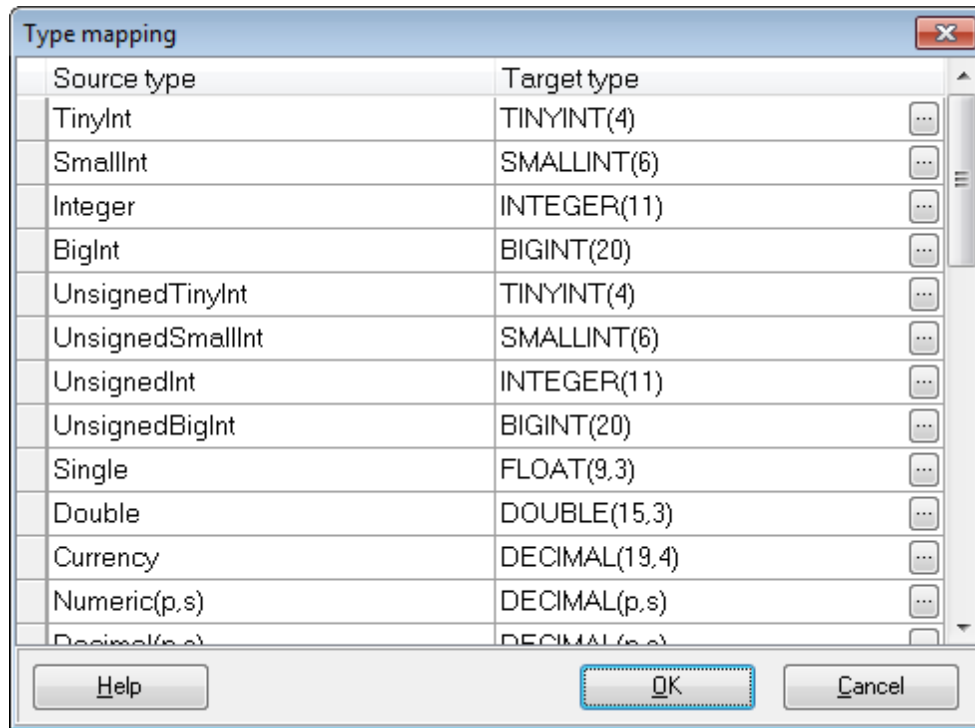 Type mapping
Source type Target type
TinyInt TINYINT(4)
SmallInt SMALLINT(6)
Integer INTEGER(11)
BigInt BIGINT(20)
UnsignedTinyInt TINYINT(4)
UnsignedSmallInt SMALLINT(6)
UnsignedInt INTEGER(11)
UnsignedBigInt BIGINT(20)
Single FLOAT(9,3)
Double DOUBLE(15,3)
Currency DECIMAL(19,4)
Numeric(p,s) DECIMAL(p,s)
Decimal(p,s) DECIMAL(p,s)
Help OK Cancel